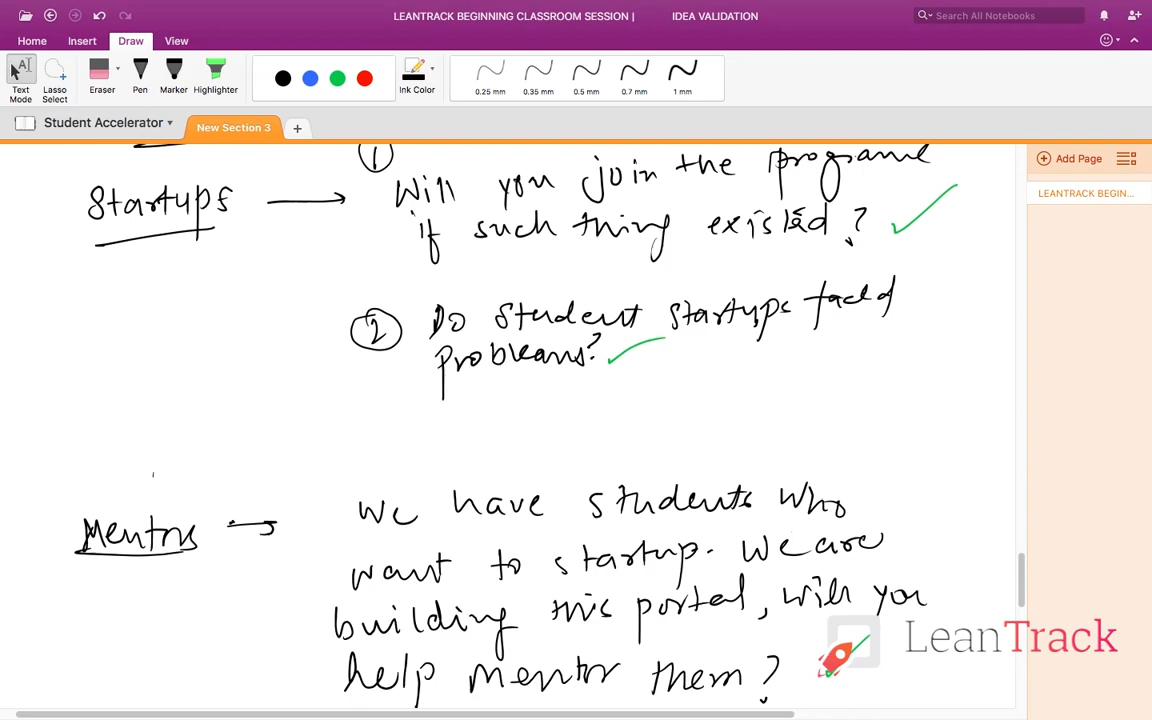 LEANTRACK BEGINNING CLASSROOM SESSION | IDEA VALIDATION
Search All Notebooks
Home Insert Draw View
Text Mode
Lasso Select
Eraser
Pen
Marker
Highlighter
Ink Color
0.25 mm 0.35 mm 0.5 mm 0.7 mm 1 mm
Student Accelerator
New Section 3
+
Add Page
LEANTRACK BEGIN...
Startups →
1
Will you join the programe
if such thing existed?
2 Do Student startups faced
probleams?
Mentors →
We have students who
want to startup. We are
building this portal, will you
help mentor them?
LeanTrack